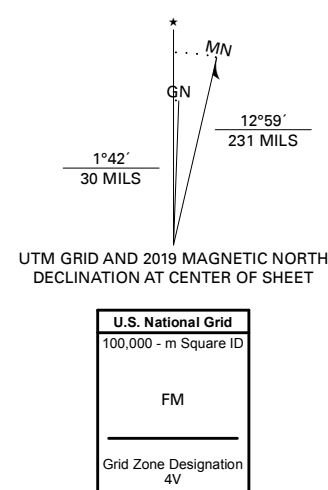 ★
MN
GN
12°59´
231 MILS
1°42´
30 MILS
UTM GRID AND 2019 MAGNETIC NORTH
DECLINATION AT CENTER OF SHEET
U.S. National Grid
100,000 - m Square ID
FM
Grid Zone Designation
4V